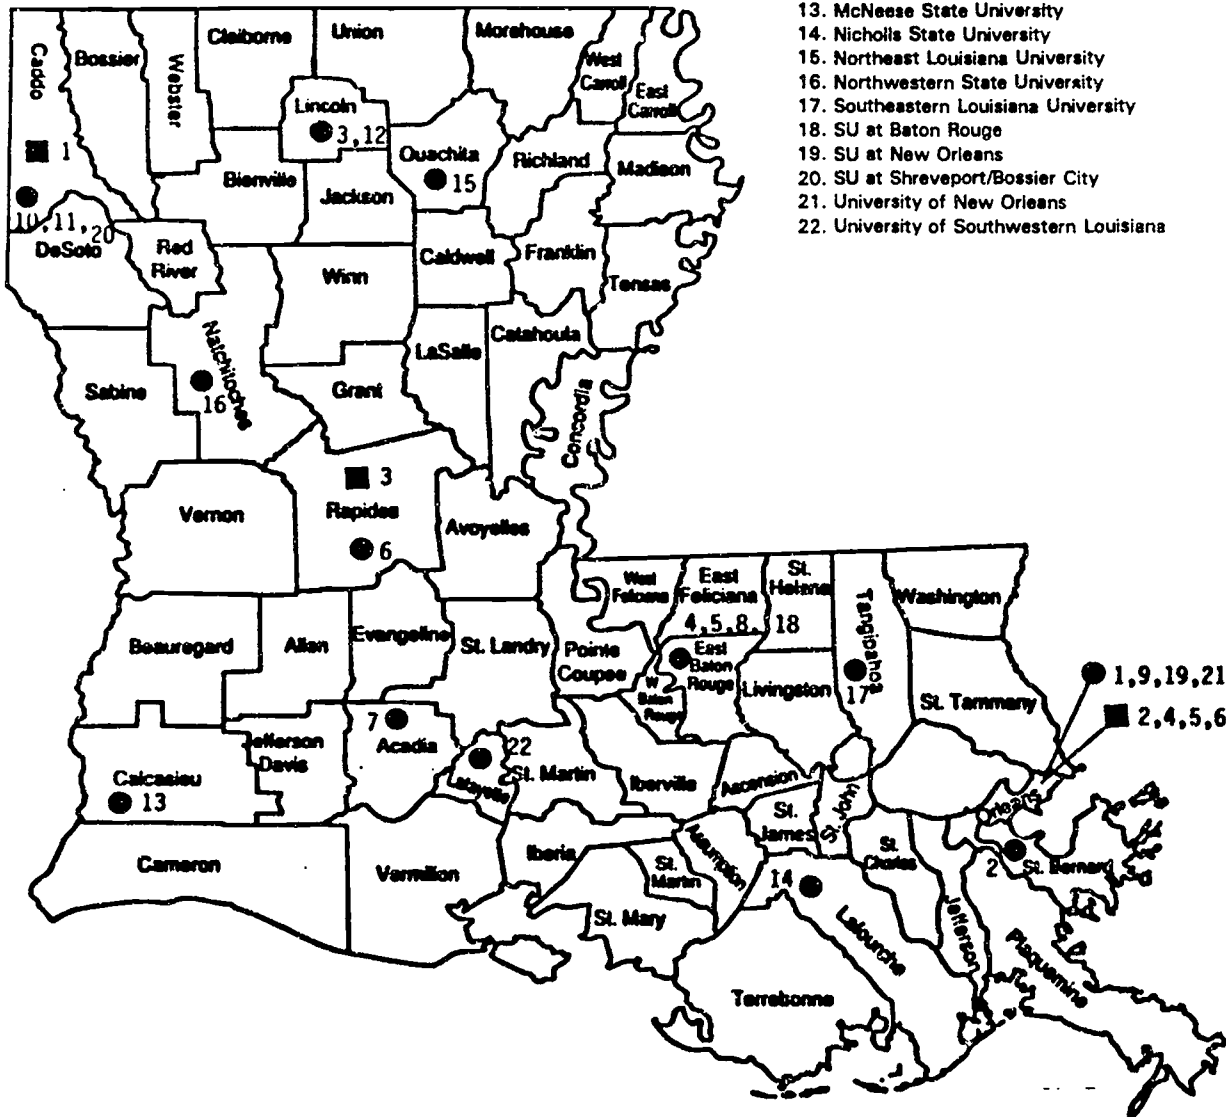 13. McNeese State University
14. Nicholls State University
15. Northeast Louisiana University
16. Northwestern State University
17. Southeastern Louisiana University
18. SU at Baton Rouge
19. SU at New Orleans
20. SU at Shreveport/Bossier City
21. University of New Orleans
22. University of Southwestern Louisiana
Caddo
Bossier
Webster
Claiborne
Union
Morehouse
West
Carroll
East
Carroll
Lincoln
3,12
1
Ouachita
15
Richland
Madison
Bienville
Jackson
10,11,20
DeSoto
Red
River
Winn
Caldwell
Franklin
Tensas
Natchitoches
16
Sabine
Grant
LaSalle
Catahoula
Concordia
3
Rapides
6
Vernon
Avoyelles
West
Feliciana
East
Feliciana
4,5,8, 18
St.
Helena
Tangipahoa
17
Washington
Beauregard
Allen
Evangeline
St. Landry
Pointe
Coupee
East
Baton
Rouge
W
Baton
Rouge
Livingston
St. Tammany
1,9,19,21
2,4,5,6
7
Acadia
Jefferson
Davis
22
Lafayette
St. Martin
Iberville
Ascension
Calcasieu
13
St.
James
St. John
Orleans
Cameron
Vermilion
Iberia
St.
Martin
Assumption
St.
Charles
2
St. Bernard
14
St. Mary
Lafourche
Jefferson
Plaquemine
Terrebonne